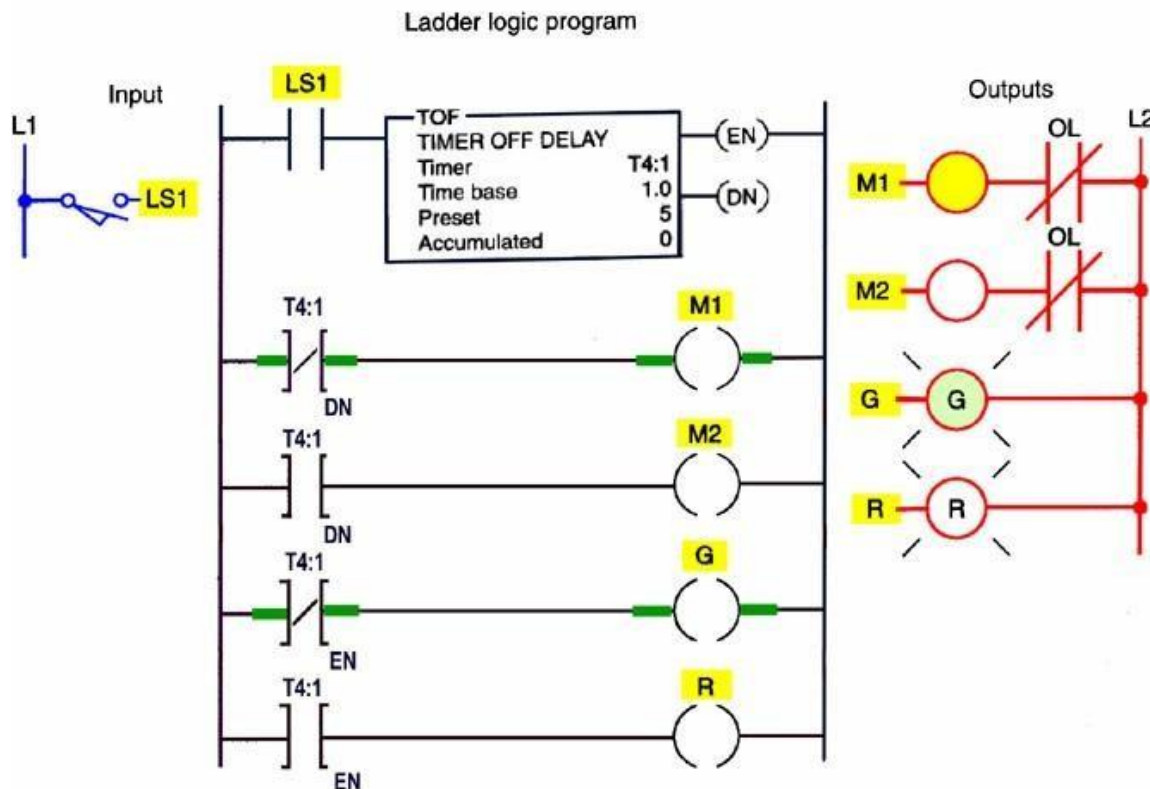 Ladder logic program
Input
L1
LS1
LS1
TOF
TIMER OFF DELAY
Timer T4:1
Time base 1.0
Preset 5
Accumulated 0
EN
DN
T4:1
DN
M1
T4:1
DN
M2
T4:1
EN
G
T4:1
EN
R
Outputs
L2
M1
OL
M2
OL
G G
R R